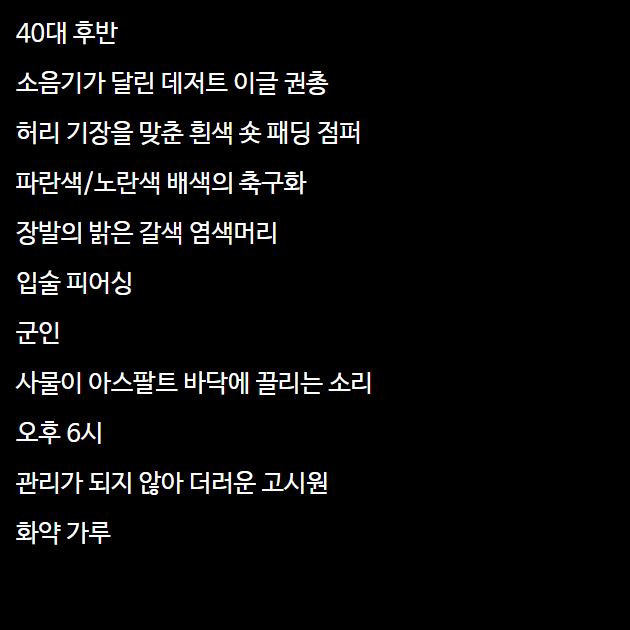 40대 후반
소음기가 달린 데저트 이글 권총
허리 기장을 맞춘 흰색 숏 패딩 점퍼
파란색/노란색 배색의 축구화
장발의 밝은 갈색 염색머리
입술 피어싱
군인
사물이 아스팔트 바닥에 끌리는 소리
오후 6시
관리가 되지 않아 더러운 고시원
화약 가루